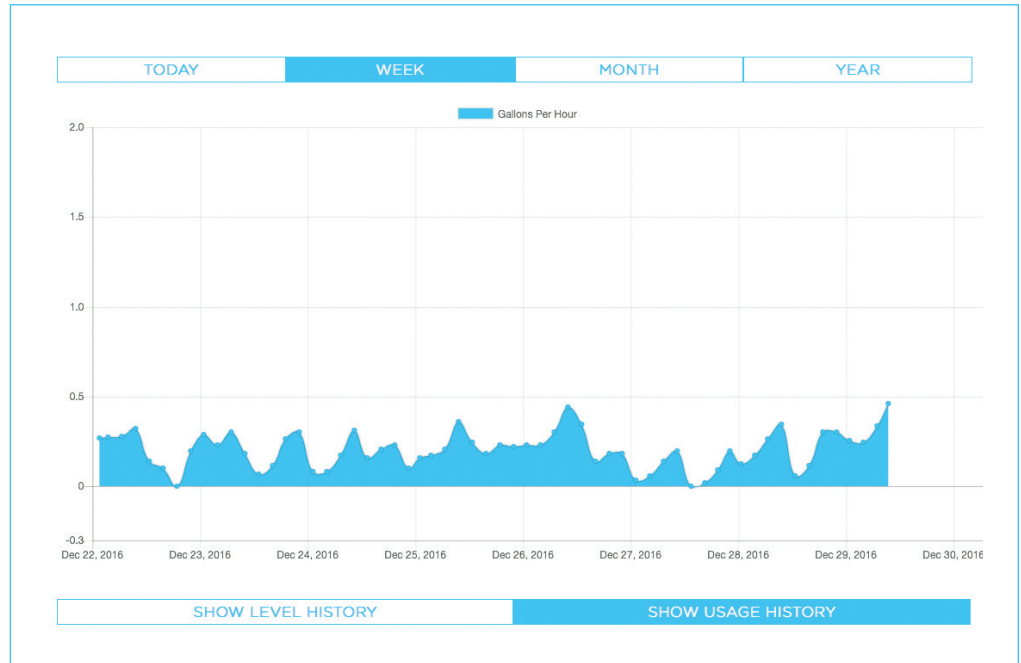 TODAY WEEK MONTH YEAR
Gallons Per Hour
2.0
1.5
1.0
0.5
0
-0.3
Dec 22, 2016 Dec 23, 2016 Dec 24, 2016 Dec 25, 2016 Dec 26, 2016 Dec 27, 2016 Dec 28, 2016 Dec 29, 2016 Dec 30, 2016
SHOW LEVEL HISTORY SHOW USAGE HISTORY